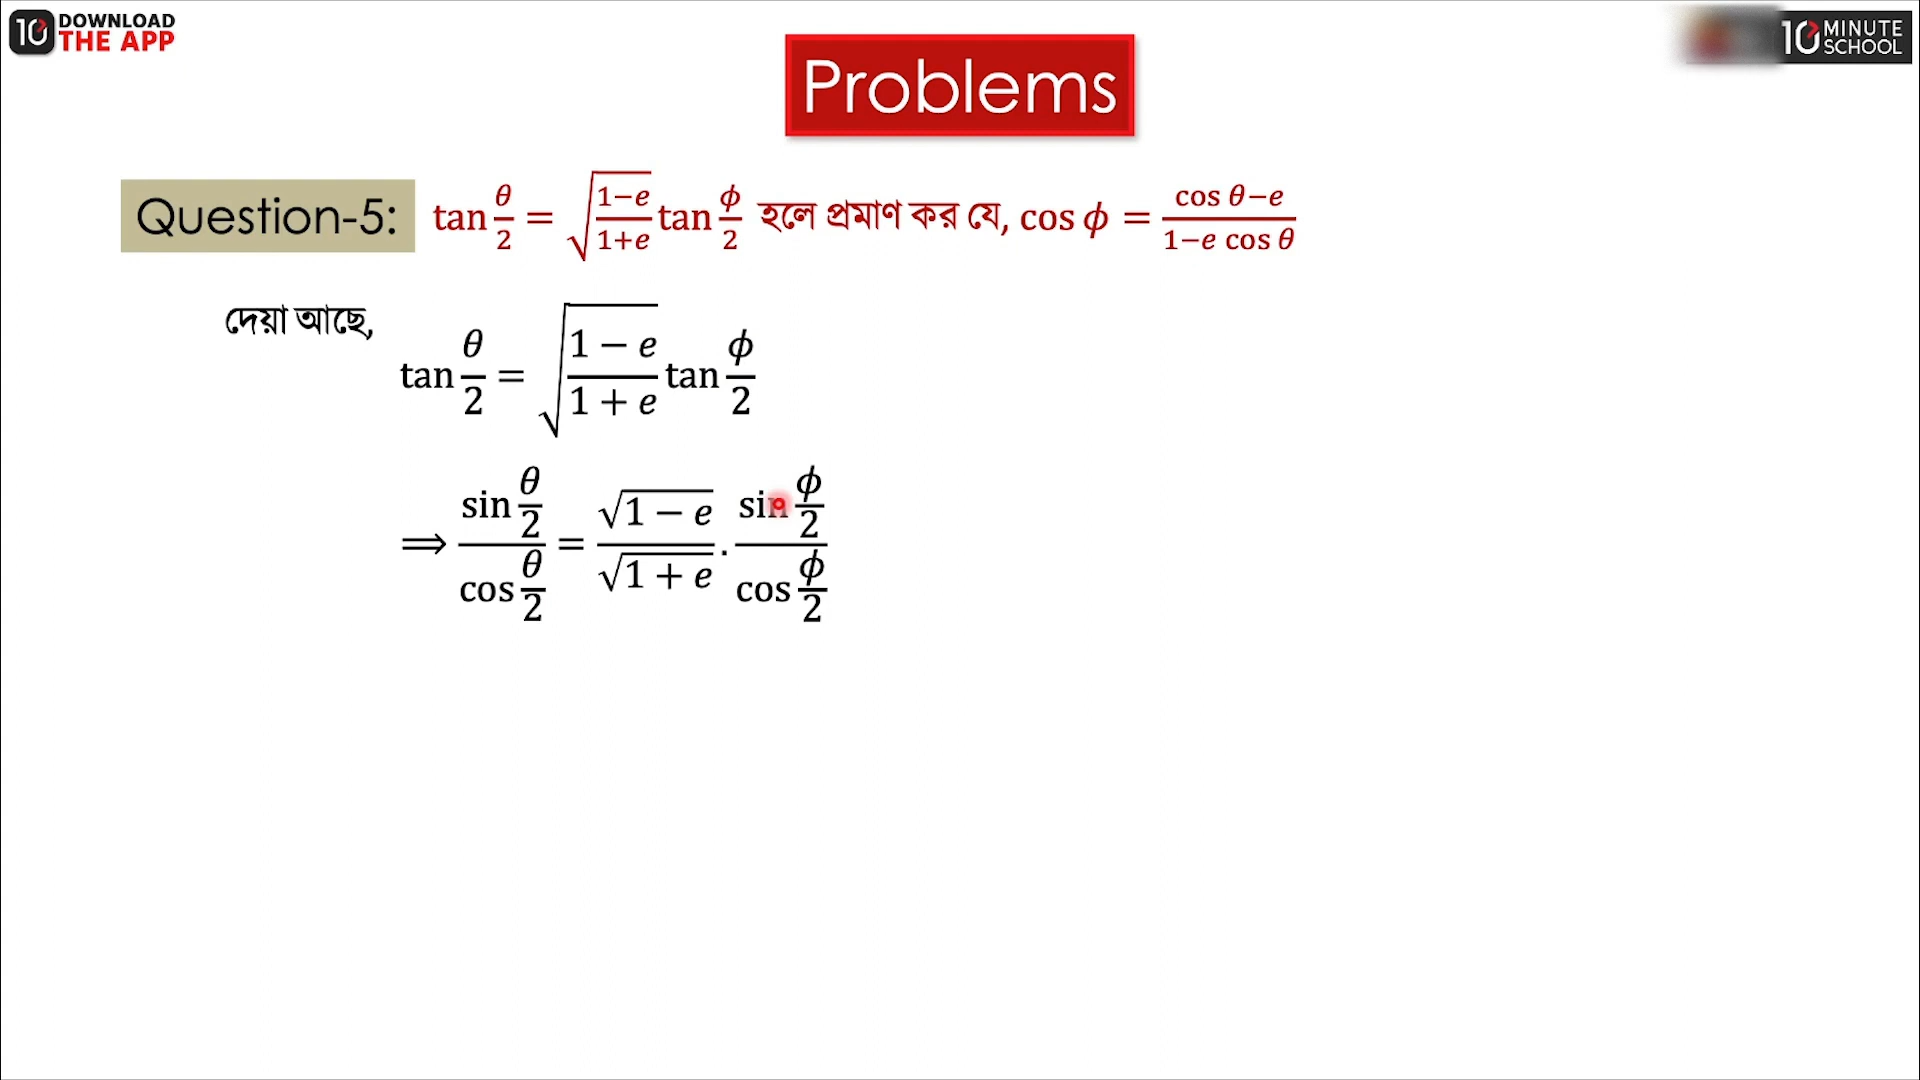 10 DOWNLOAD THE APP
10 MINUTE SCHOOL
Problems
Question-5: tan θ/2 = √((1−e)/(1+e)) tan ϕ/2 হলে প্রমাণ কর যে, cos ϕ = (cos θ−e)/(1−e cos θ)
দেয়া আছে,
tan θ/2 = √((1 − e)/(1 + e)) tan ϕ/2
⟹ (sin θ/2)/(cos θ/2) = √(1 − e)/√(1 + e) . (sin ϕ/2)/(cos ϕ/2)